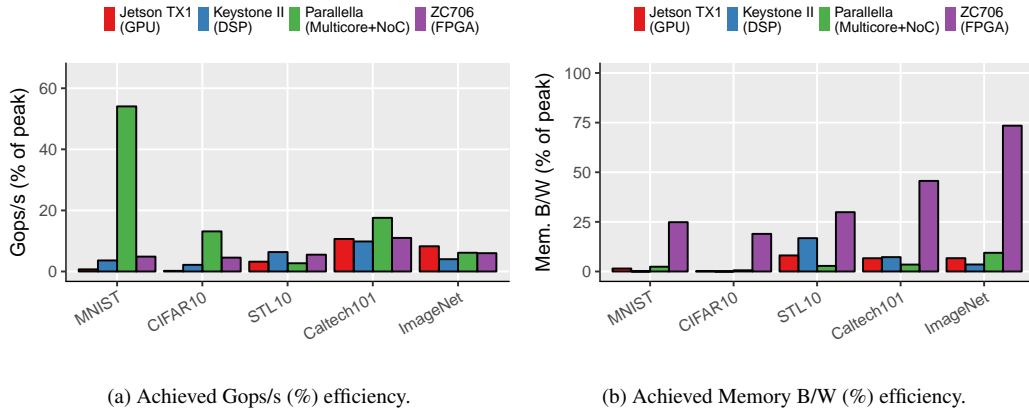 Jetson TX1 Keystone II Parallella ZC706
(GPU) (DSP) (Multicore+NoC) (FPGA)
Gops/s (% of peak)
60
40
20
0
MNIST CIFAR10 STL10 Caltech101 ImageNet
(a) Achieved Gops/s (%) efficiency.
Jetson TX1 Keystone II Parallella ZC706
(GPU) (DSP) (Multicore+NoC) (FPGA)
Mem. B/W (% of peak)
100
75
50
25
0
MNIST CIFAR10 STL10 Caltech101 ImageNet
(b) Achieved Memory B/W (%) efficiency.